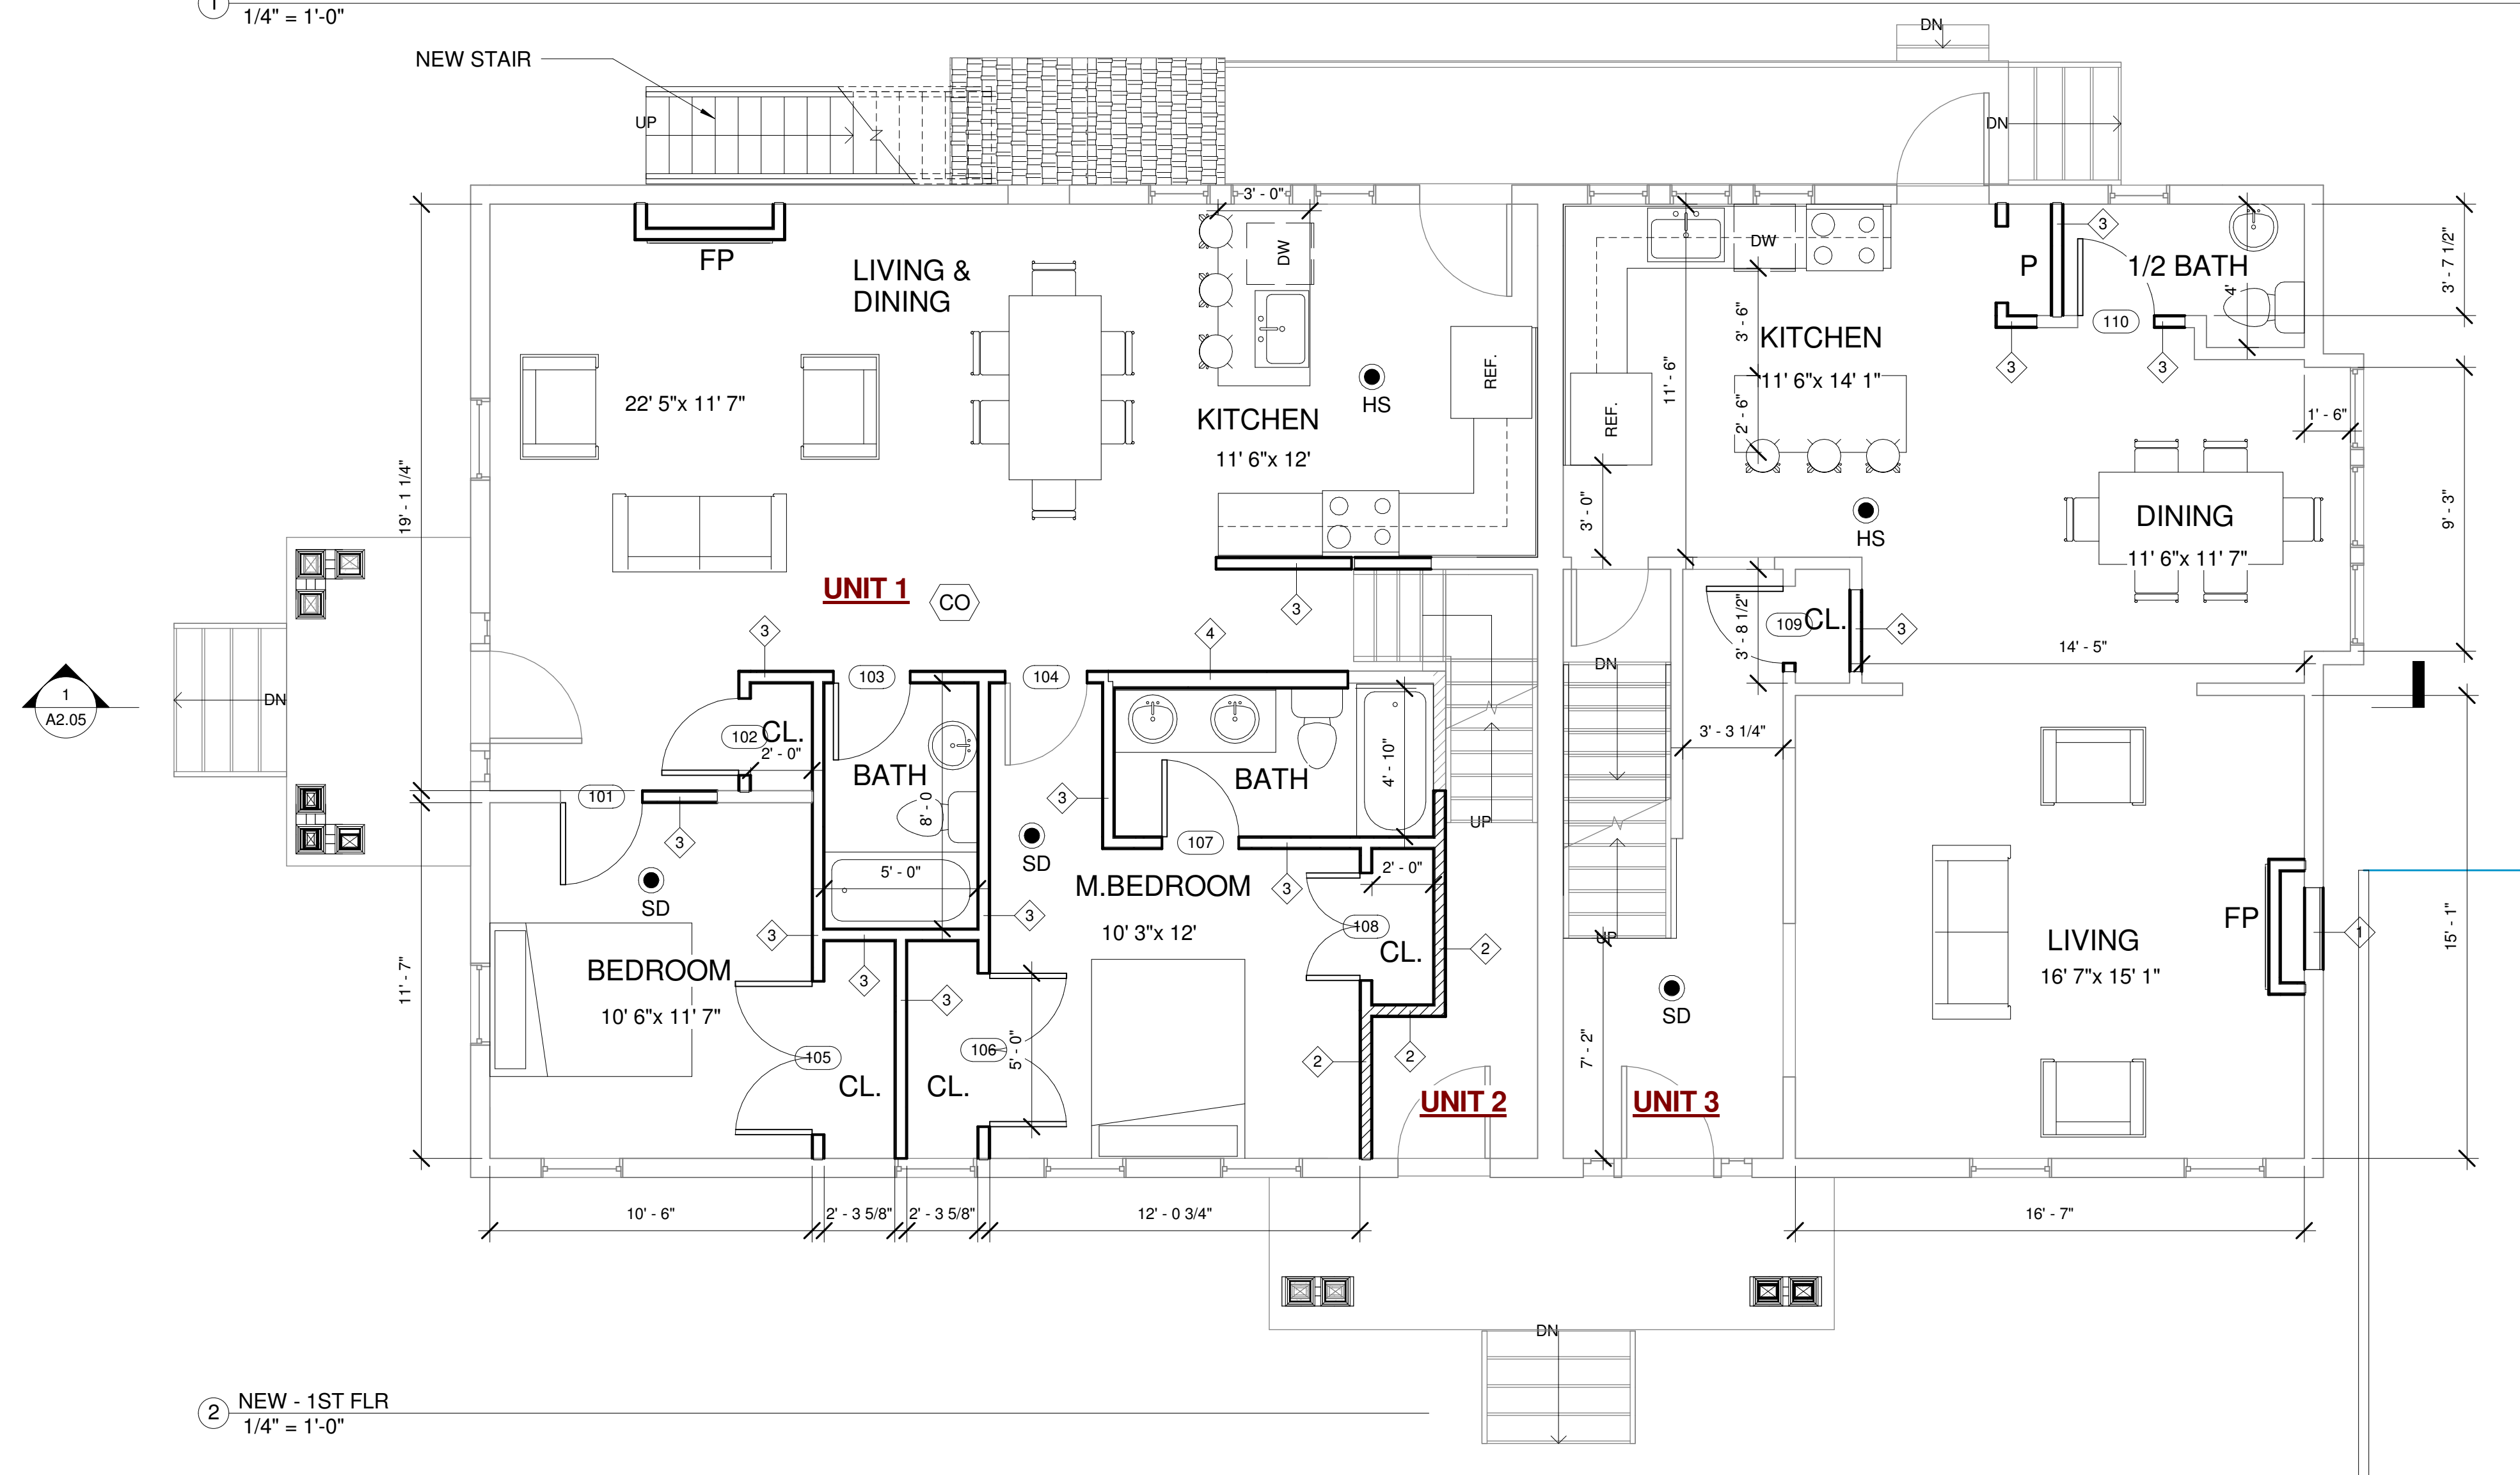 1
1/4" = 1'-0"
DN
NEW STAIR
UP
DN
3' - 0"
FP
LIVING &
DINING
DW
DW
3
P
1/2 BATH
4'
3' - 7 1/2"
110
3
3
22' 5"x 11' 7"
HS
REF.
KITCHEN
11' 6"x 12'
3' - 6"
KITCHEN
11' 6"x 14' 1"
11' - 6"
2' - 6"
REF.
1' - 6"
19' - 1 1/4"
3' - 0"
HS
DINING
11' 6"x 11' 7"
9' - 3"
UNIT 1
CO
3
3
4
3' - 8 1/2"
109
CL.
3
14' - 5"
DN
103
104
1
A2.05
DN
102
CL.
2' - 0"
BATH
8' - 0
BATH
4' - 10"
3' - 3 1/4"
101
3
3
107
UP
SD
SD
5' - 0"
M.BEDROOM
10' 3"x 12'
3
2' - 0"
3
3
108
CL.
2
UP
FP
1
LIVING
16' 7"x 15' 1"
15' - 1"
11' - 7"
BEDROOM
10' 6"x 11' 7"
3
3
SD
105
106
5' - 0"
2
2
7' - 2"
CL.
CL.
UNIT 2
UNIT 3
10' - 6"
2' - 3 5/8"
2' - 3 5/8"
12' - 0 3/4"
16' - 7"
DN
2
NEW - 1ST FLR
1/4" = 1'-0"